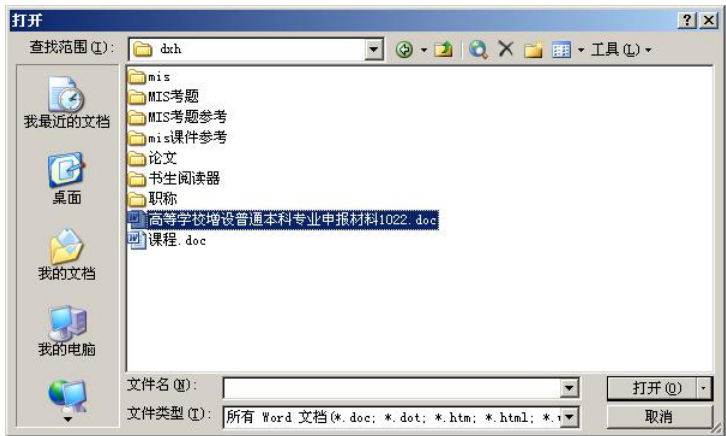 打开
查找范围(I):
dxh
工具(L)
mis
MIS考题
MIS考题参考
mis课件参考
论文
书生阅读器
职称
高等学校增设普通本科专业申报材料1022.doc
课程.doc
我最近的文档
桌面
我的文档
我的电脑
文件名(N):
打开(O)
文件类型(T):
所有 Word 文档(*.doc; *.dot; *.htm; *.html; *.
取消